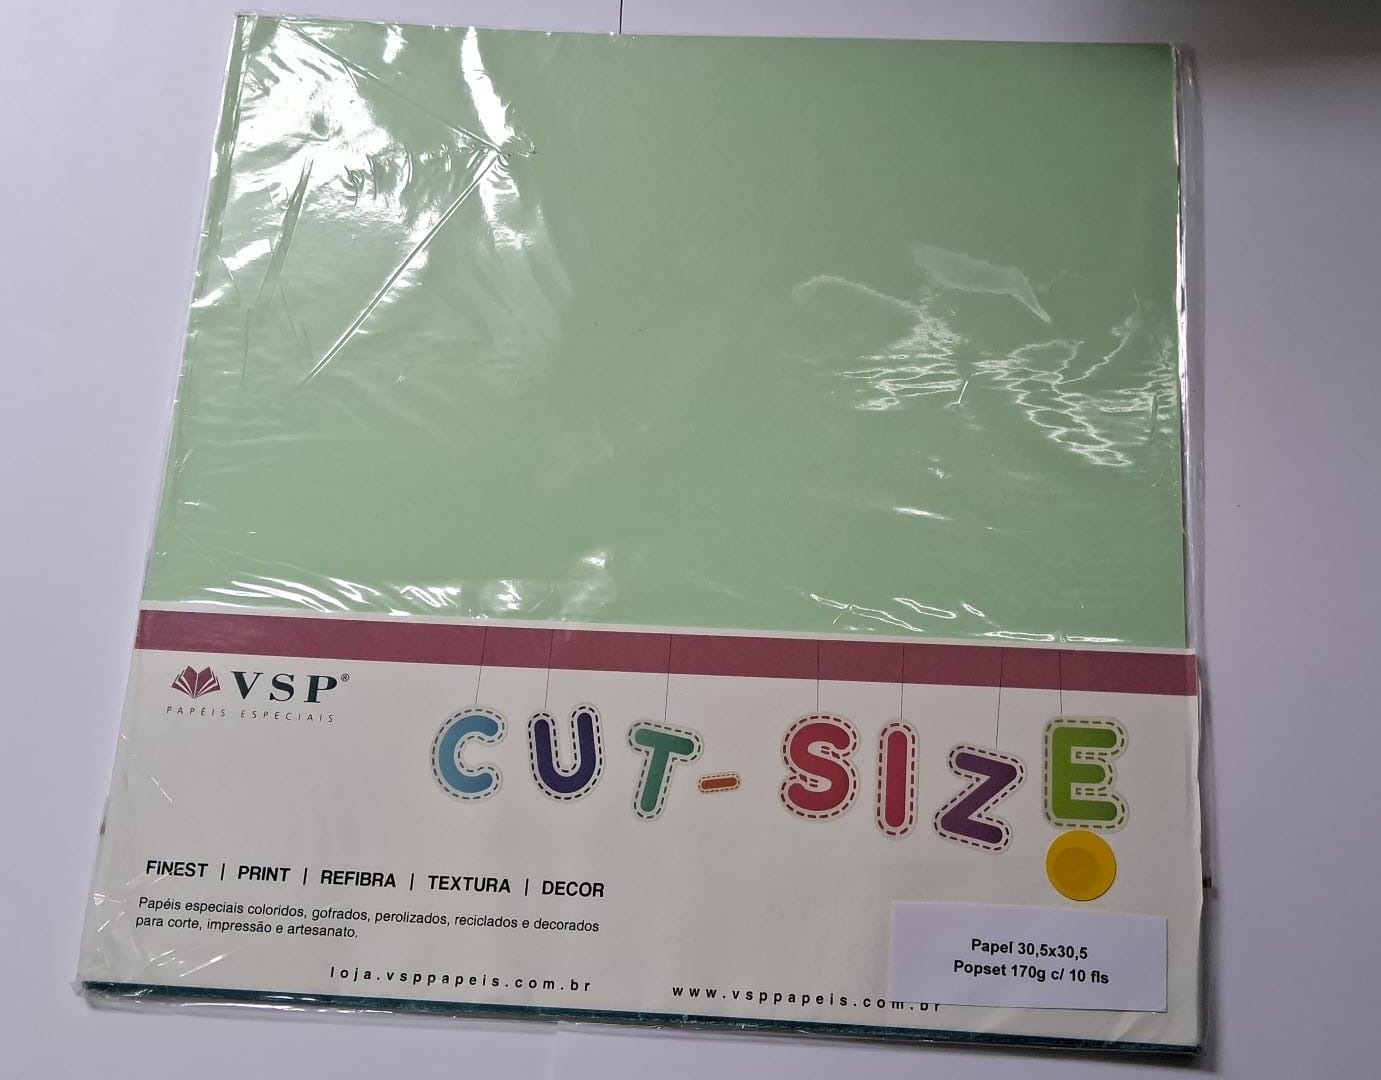 VSP®
PAPÉIS ESPECIAIS
CUT-SIZE
FINEST | PRINT | REFIBRA | TEXTURA | DECOR
Papéis especiais coloridos, gofrados, perolizados, reciclados e decorados
para corte, impressão e artesanato.
loja.vsppapeis.com.br
www.vsppapeis.com.br
Papel 30,5x30,5
Popset 170g c/ 10 fls